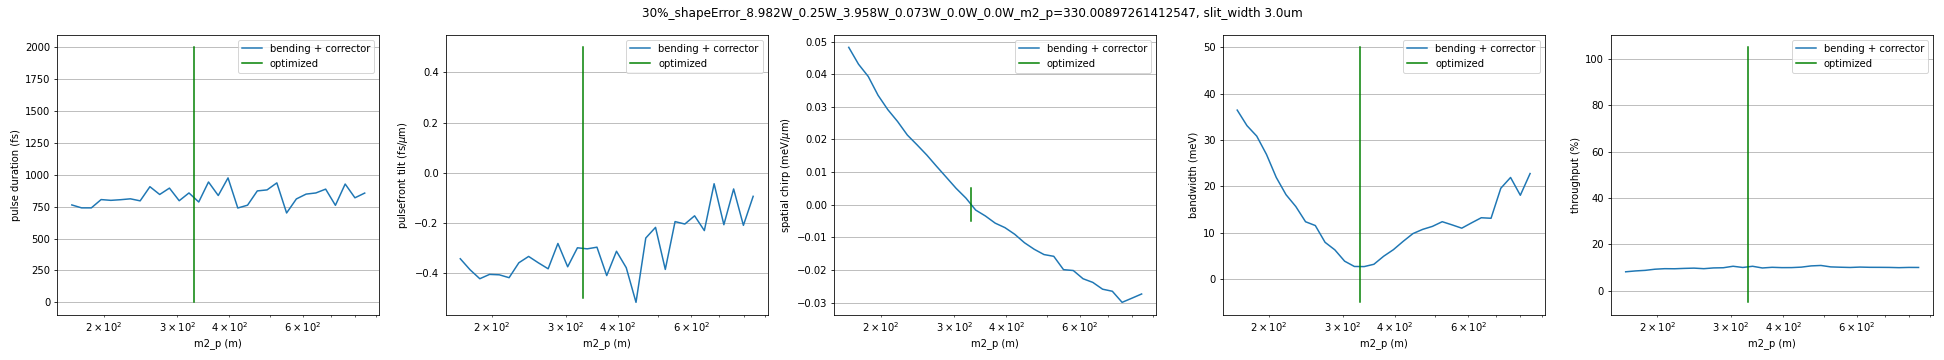 30%_shapeError_8.982W_0.25W_3.958W_0.073W_0.0W_0.0W_m2_p=330.00897261412547, slit_width 3.0um
pulse duration (fs)
2000
1750
1500
1250
1000
750
500
250
0
bending + corrector
optimized
2 × 10²
3 × 10²
4 × 10²
6 × 10²
m2_p (m)
pulsefront tilt (fs/μm)
0.4
0.2
0.0
−0.2
−0.4
bending + corrector
optimized
2 × 10²
3 × 10²
4 × 10²
6 × 10²
m2_p (m)
spatial chirp (meV/μm)
0.05
0.04
0.03
0.02
0.01
0.00
−0.01
−0.02
−0.03
bending + corrector
optimized
2 × 10²
3 × 10²
4 × 10²
6 × 10²
m2_p (m)
bandwidth (meV)
50
40
30
20
10
0
bending + corrector
optimized
2 × 10²
3 × 10²
4 × 10²
6 × 10²
m2_p (m)
throughput (%)
100
80
60
40
20
0
bending + corrector
optimized
2 × 10²
3 × 10²
4 × 10²
6 × 10²
m2_p (m)